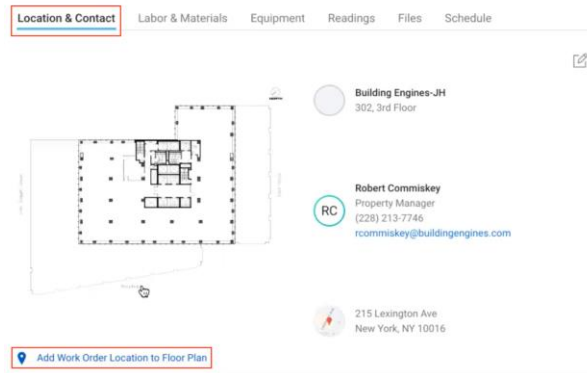 Location & Contact Labor & Materials Equipment Readings Files Schedule
Building Engines-JH
302, 3rd Floor
Robert Commiskey
RC
Property Manager
(228) 213-7746
rcommiskey@buildingengines.com
215 Lexington Ave
New York, NY 10016
Add Work Order Location to Floor Plan